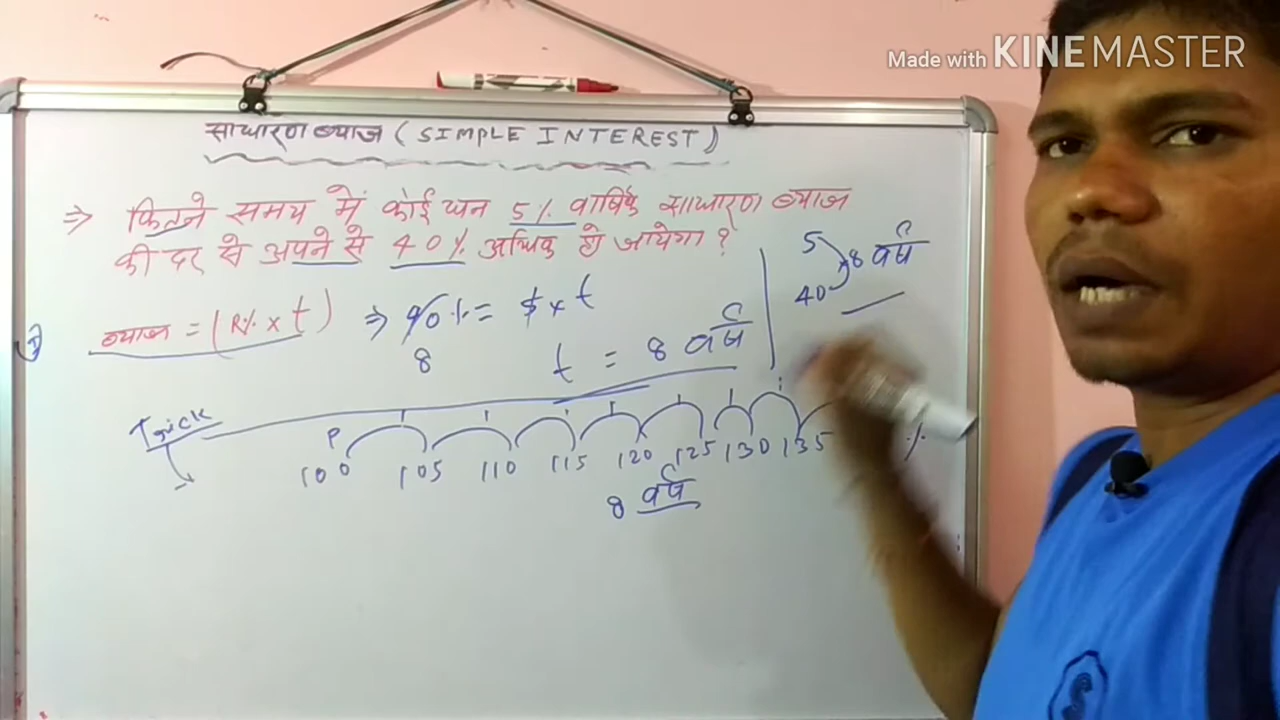 Made with KINEMASTER
साधारण ब्याज (SIMPLE INTEREST)
⇒ कितने समय में कोई धन 5% वार्षिक साधारण ब्याज
की दर से अपने से 40% अधिक हो जायेगा ?
ब्याज = (R% × t) ⇒ 40% = 5 × t
8
t = 8 वर्ष
5
40
8 वर्ष
Trick
P
100 105 110 115 120 125 130 135 %
8 वर्ष